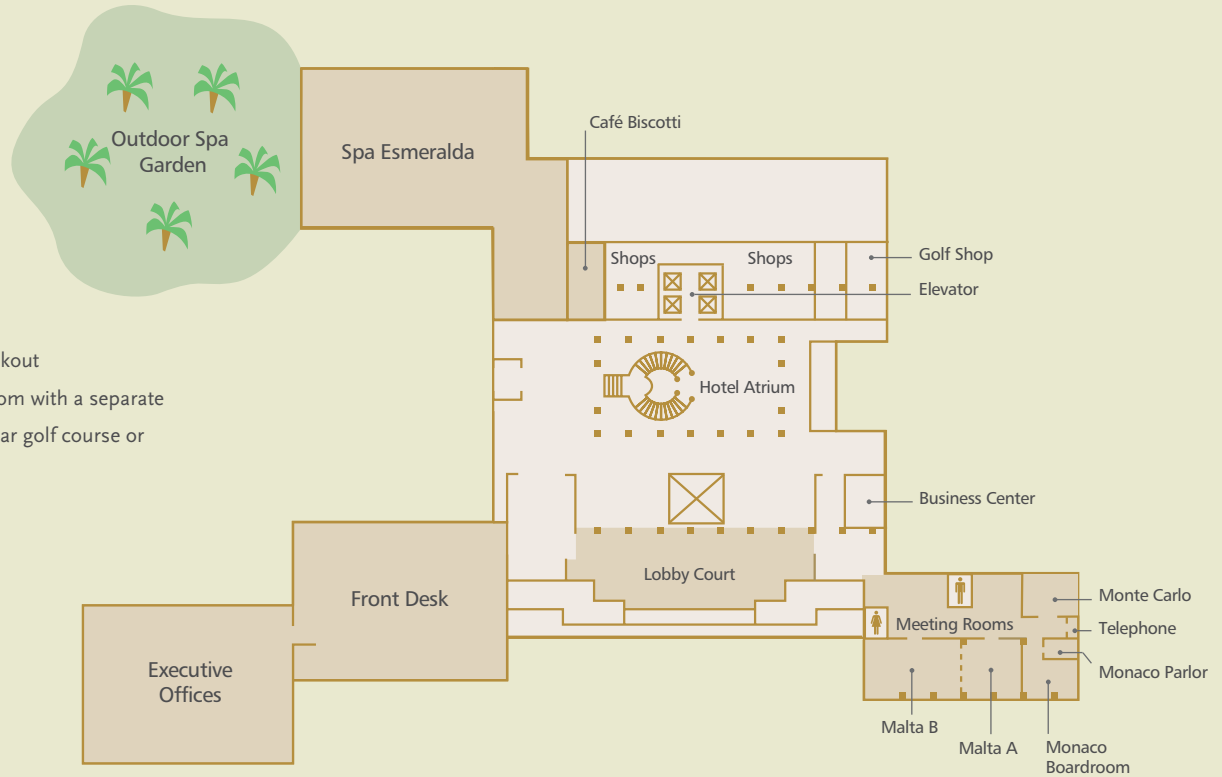 Outdoor Spa
Garden
Spa Esmeralda
Café Biscotti
Shops
Shops
Golf Shop
Elevator
Hotel Atrium
kout
om with a separate
ar golf course or
Business Center
Lobby Court
Front Desk
Executive
Offices
Meeting Rooms
Monte Carlo
Telephone
Monaco Parlor
Malta B
Malta A
Monaco
Boardroom